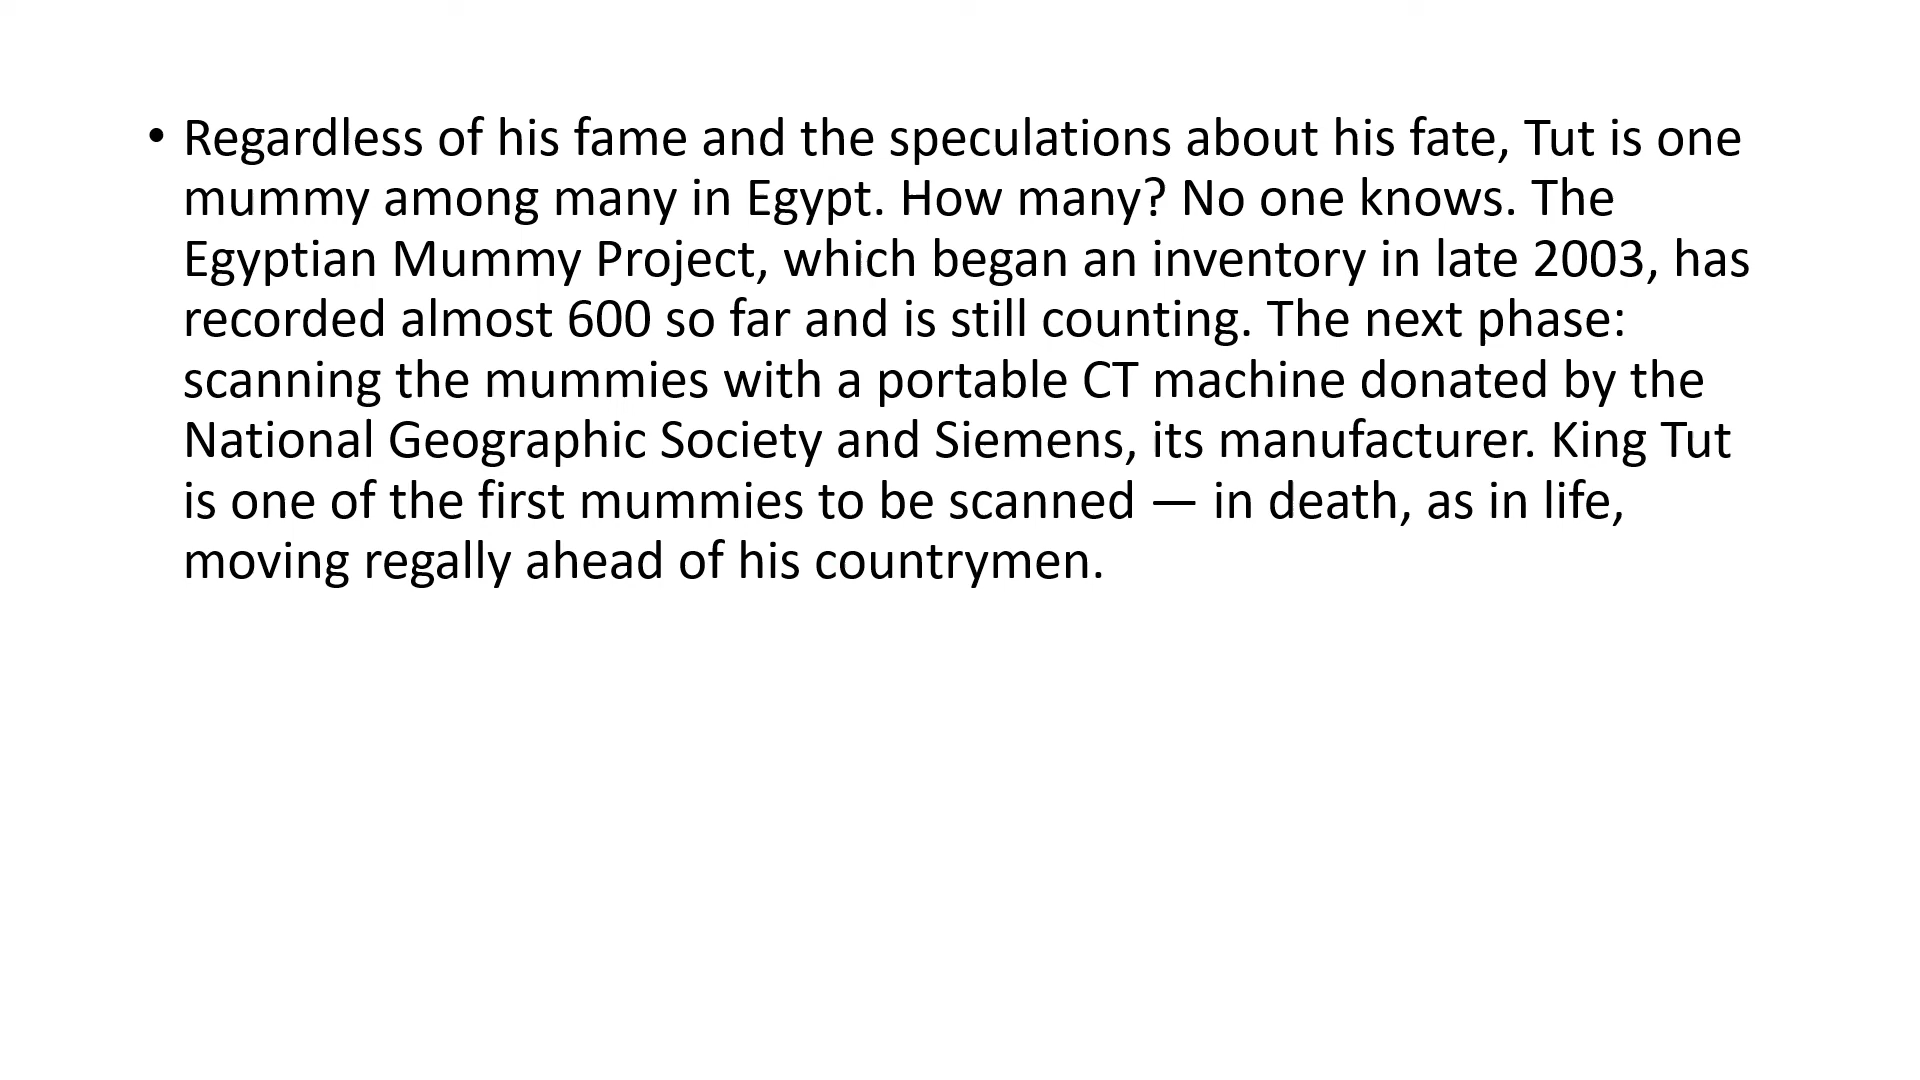 • Regardless of his fame and the speculations about his fate, Tut is one
mummy among many in Egypt. How many? No one knows. The
Egyptian Mummy Project, which began an inventory in late 2003, has
recorded almost 600 so far and is still counting. The next phase:
scanning the mummies with a portable CT machine donated by the
National Geographic Society and Siemens, its manufacturer. King Tut
is one of the first mummies to be scanned — in death, as in life,
moving regally ahead of his countrymen.